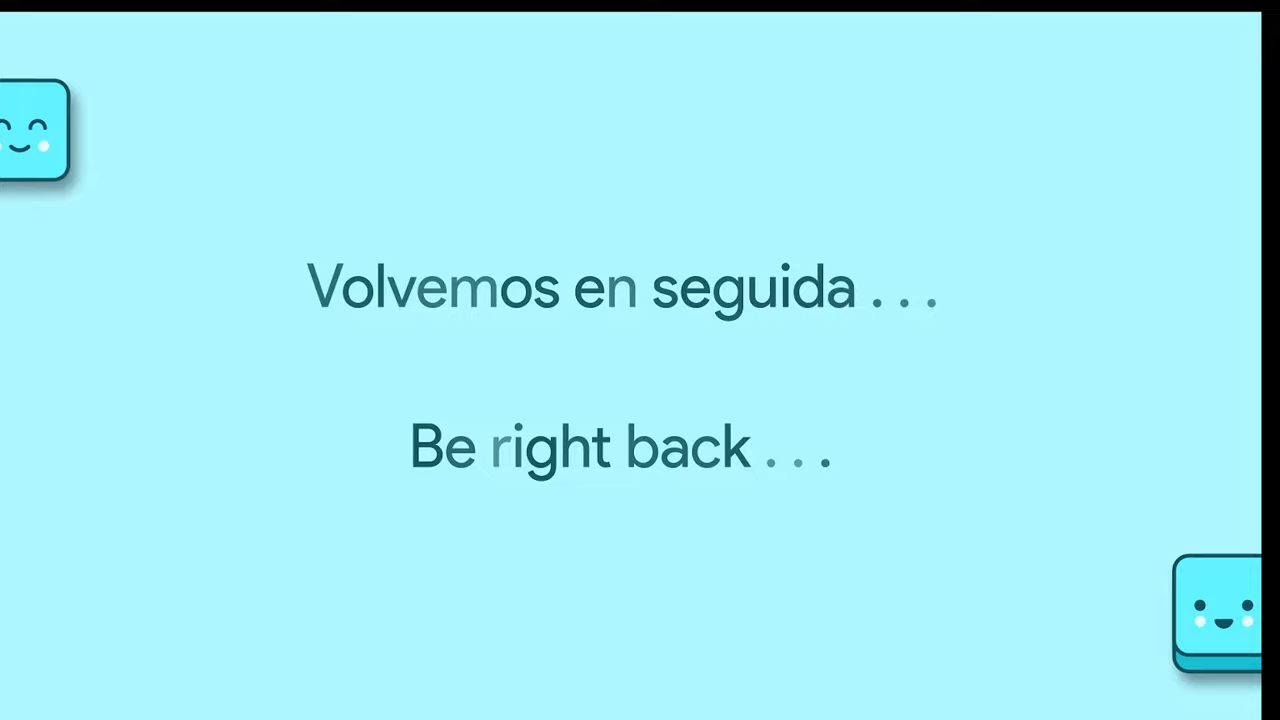 Volvemos en seguida . . .
Be right back . . .